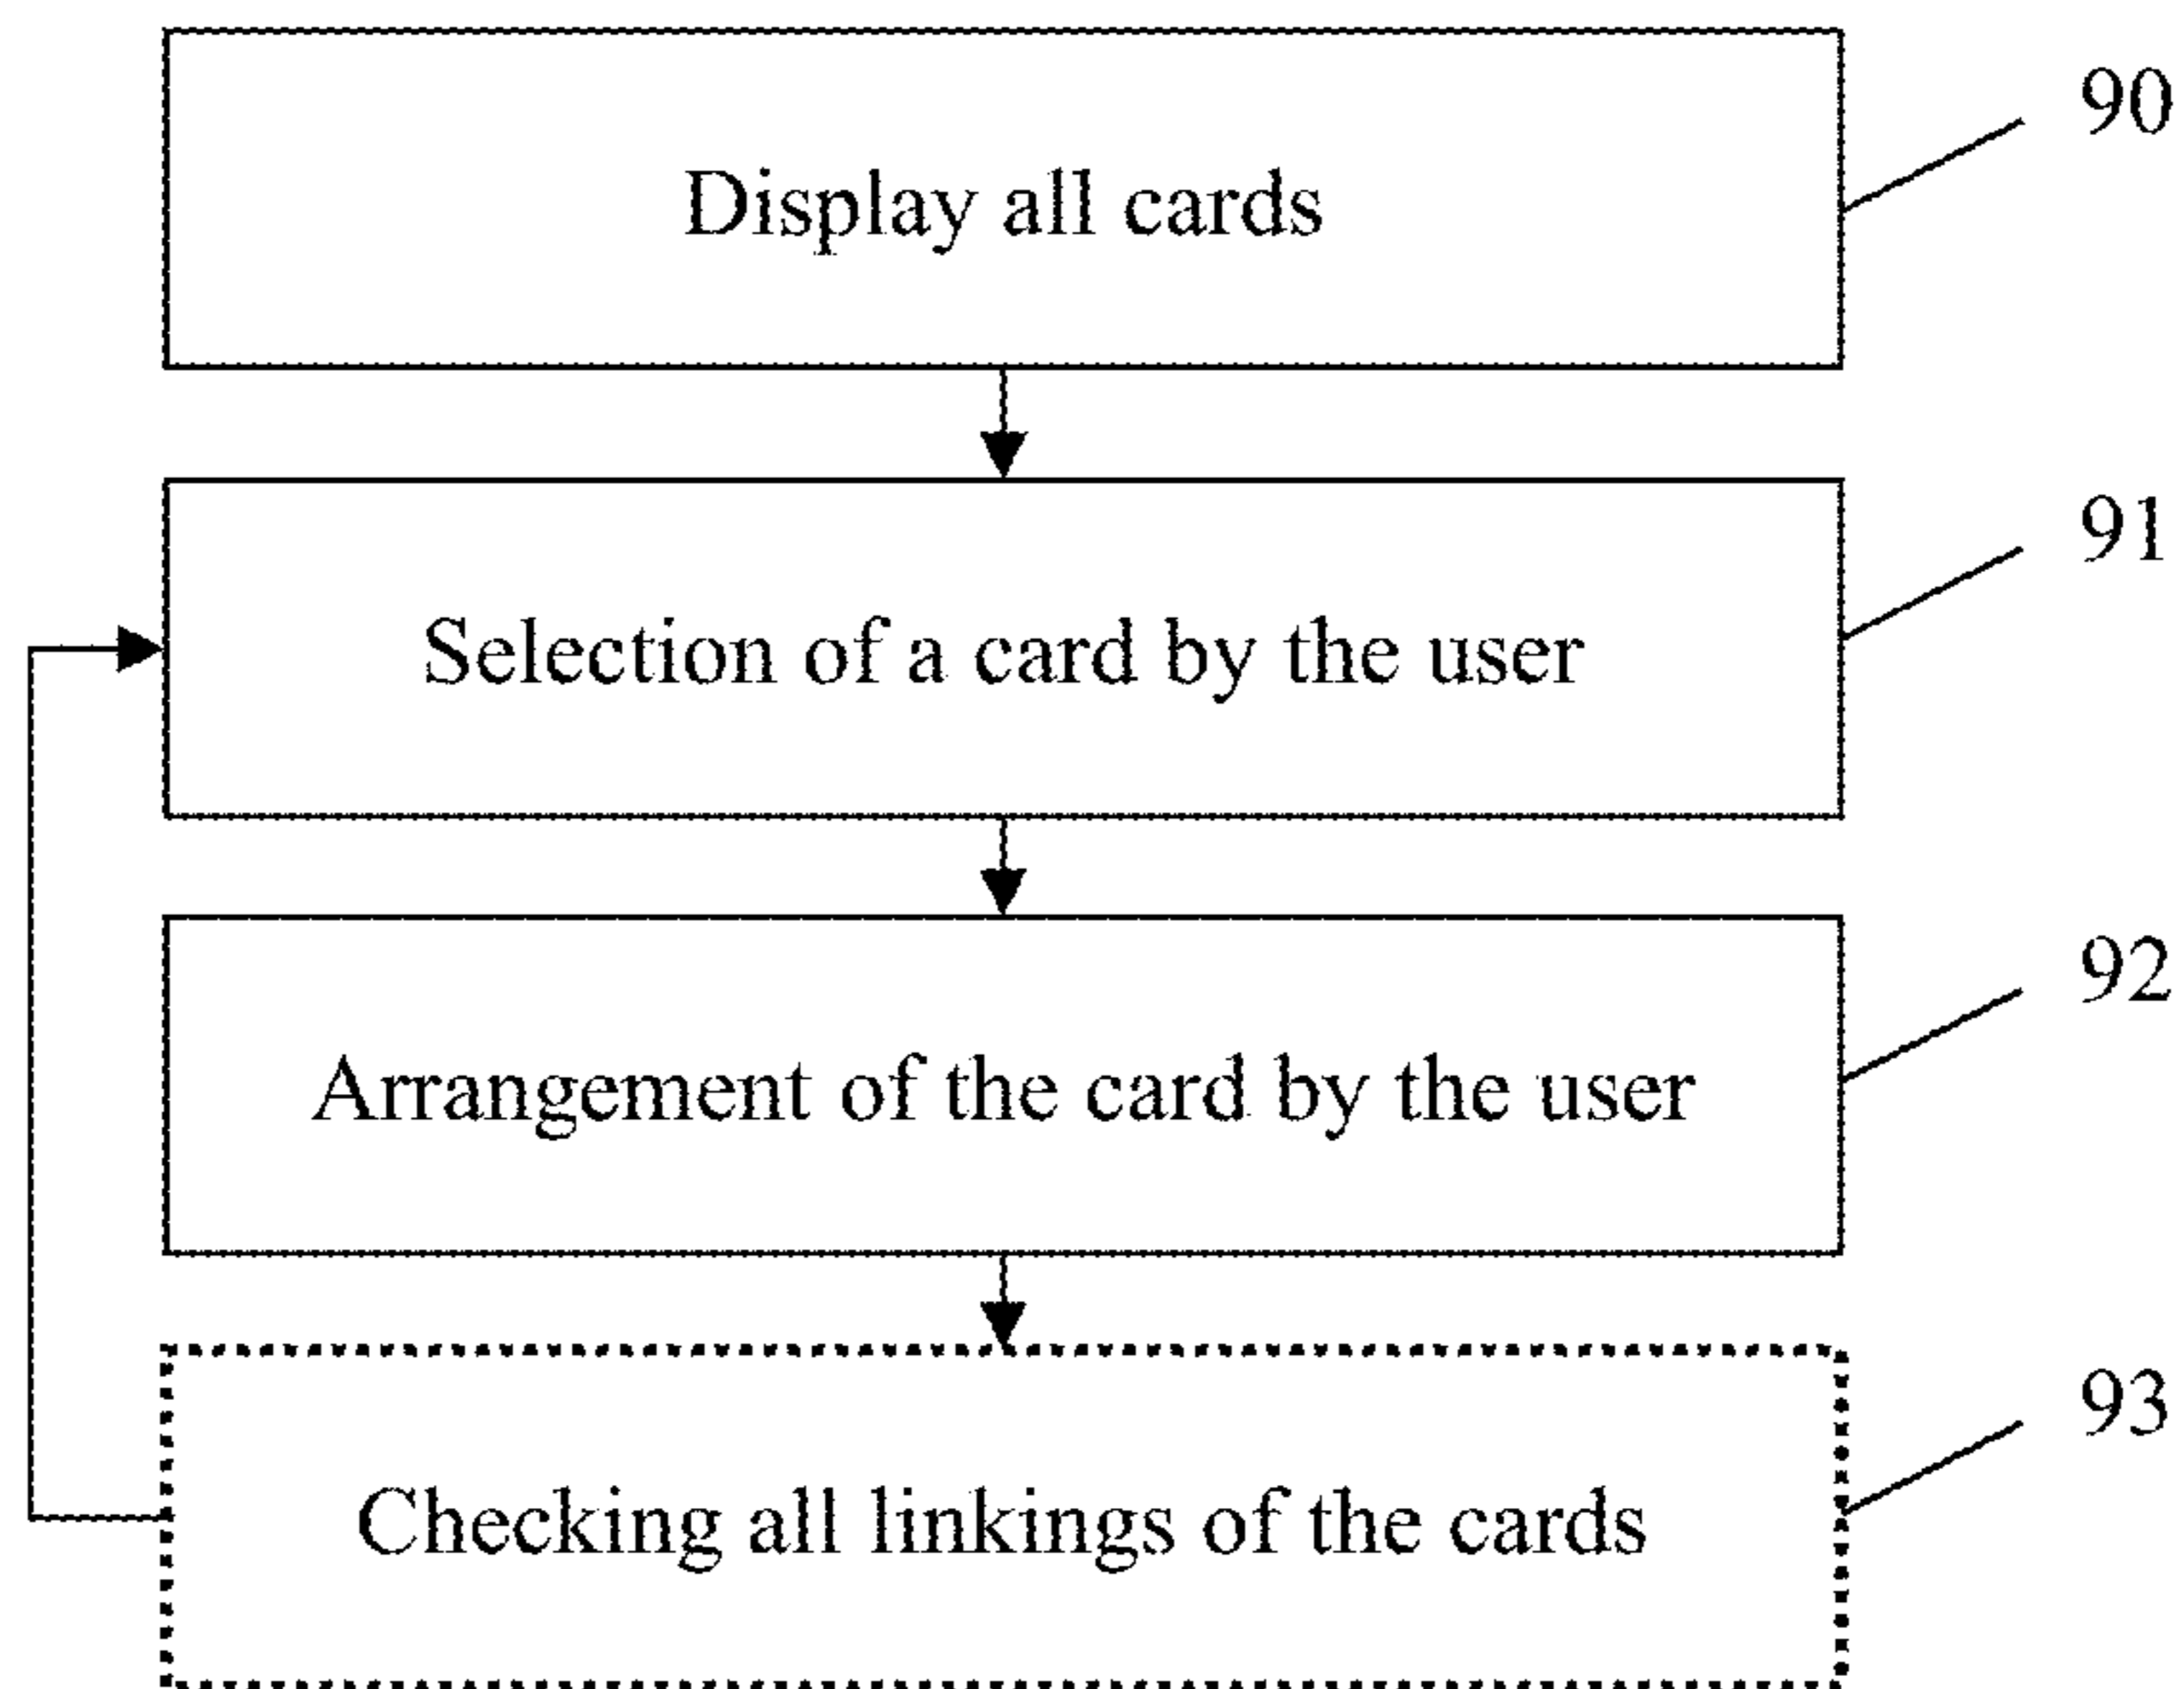 Display all cards
90
Selection of a card by the user
91
Arrangement of the card by the user
92
Checking all linkings of the cards
93